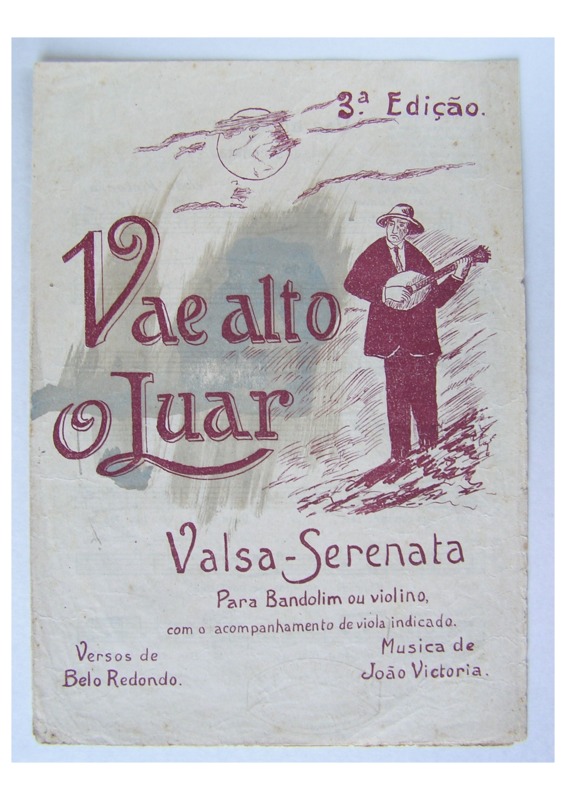 3.ª Edição.
Vae alto
o Luar
Valsa-Serenata
Para Bandolim ou violino,
com o acompanhamento de viola indicado.
Versos de
Belo Redondo.
Musica de
João Victoria.